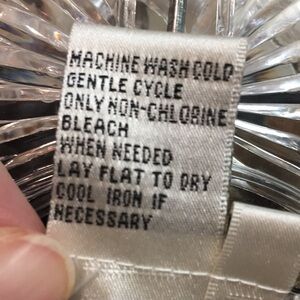 MACHINE WASH COLD
GENTLE CYCLE
ONLY NON-CHLORINE
BLEACH
WHEN NEEDED
LAY FLAT TO DRY
COOL IRON IF
NECESSARY